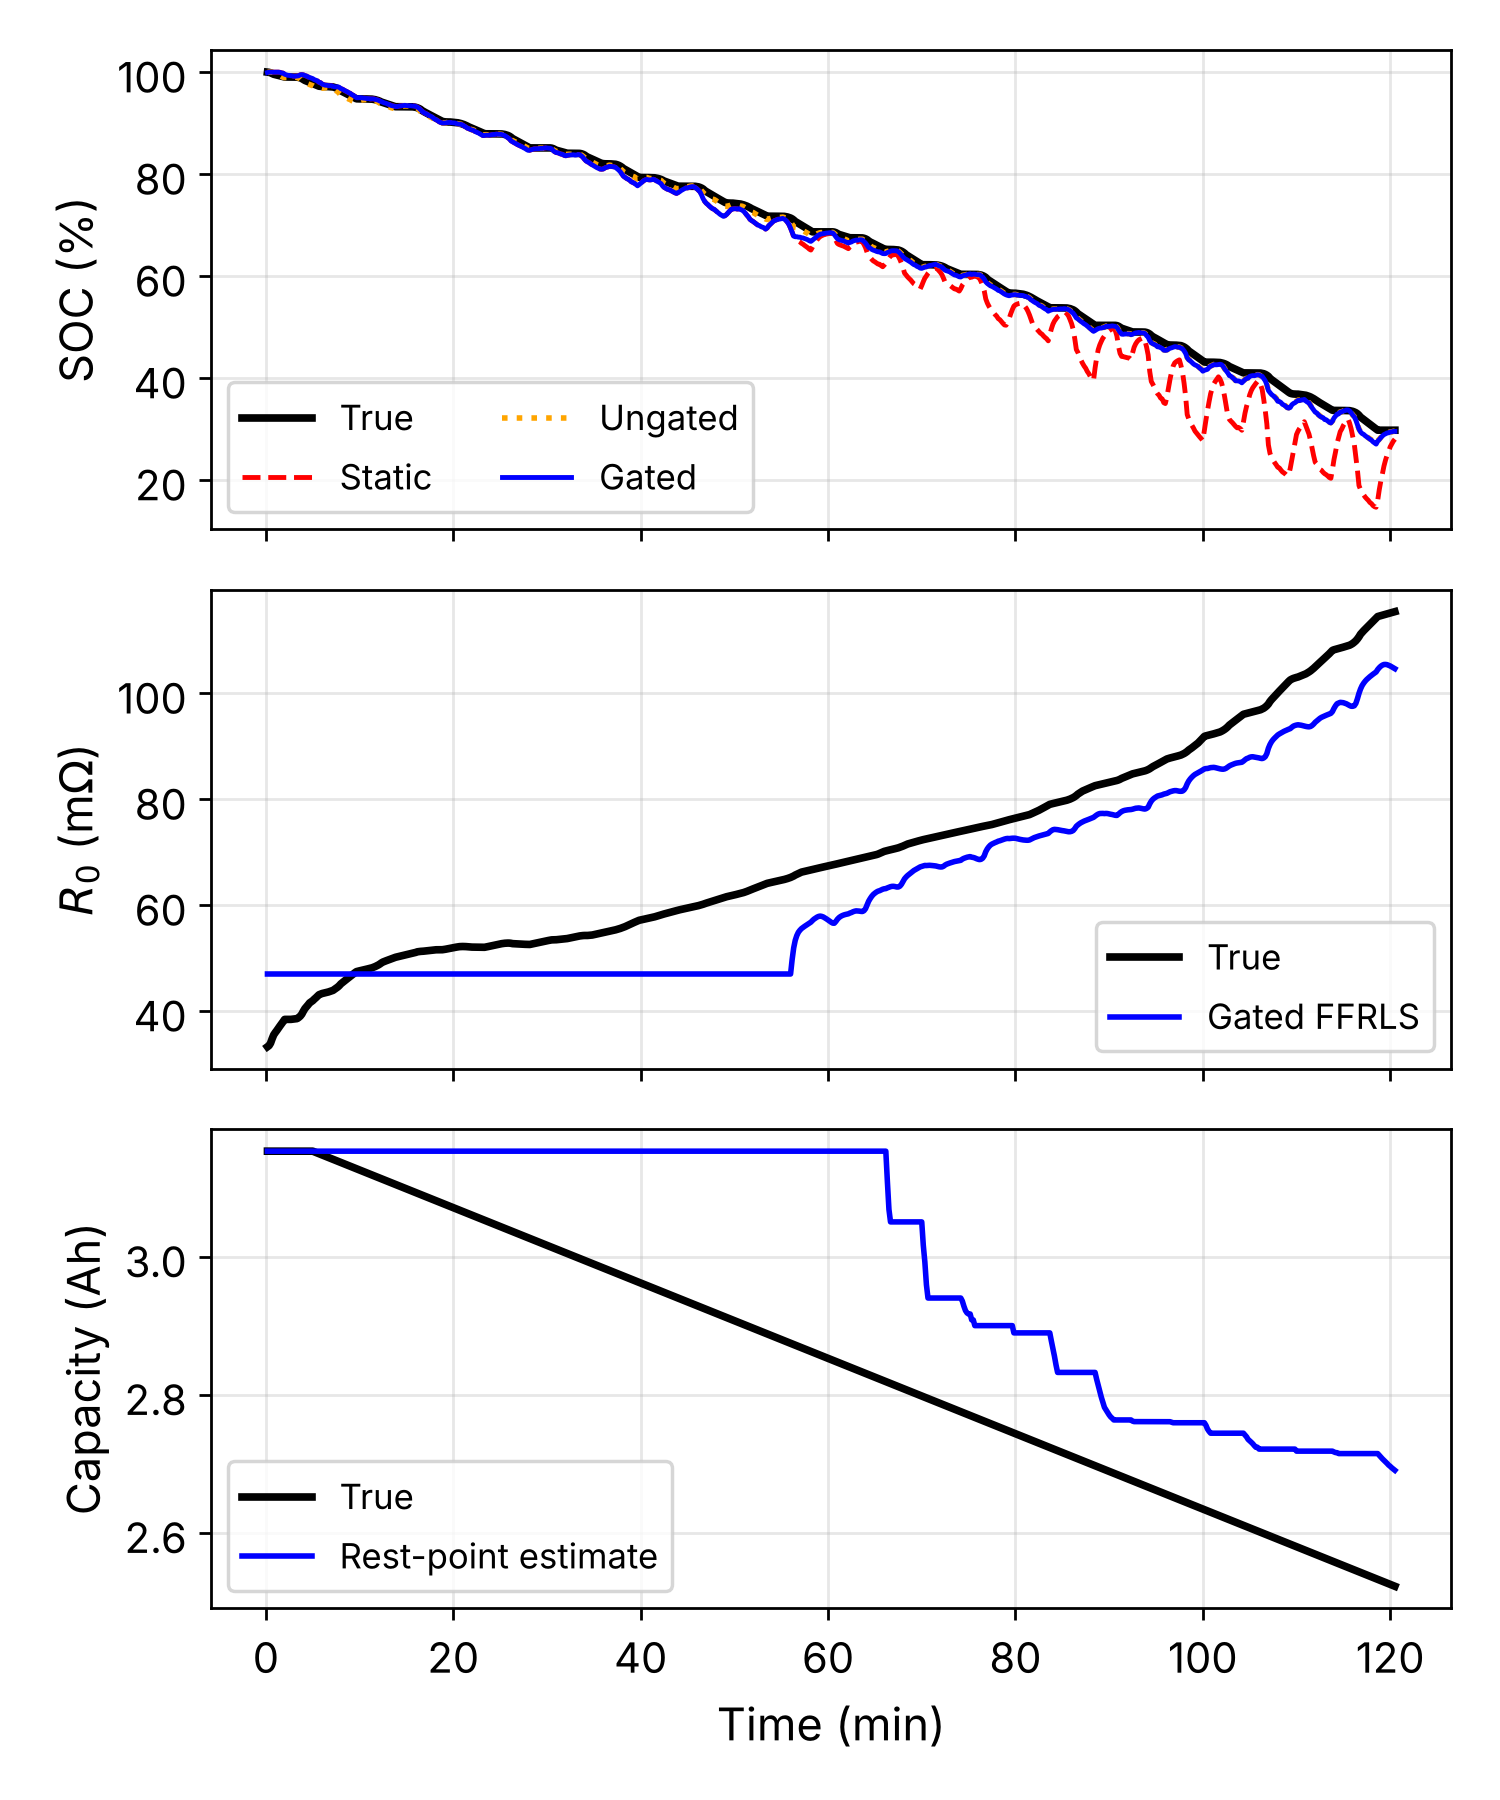 100
80
60
40
20
SOC (%)
True
Ungated
Static
Gated
100
80
60
40
R₀ (mΩ)
True
Gated FFRLS
3.0
2.8
2.6
Capacity (Ah)
True
Rest-point estimate
0 20 40 60 80 100 120
Time (min)